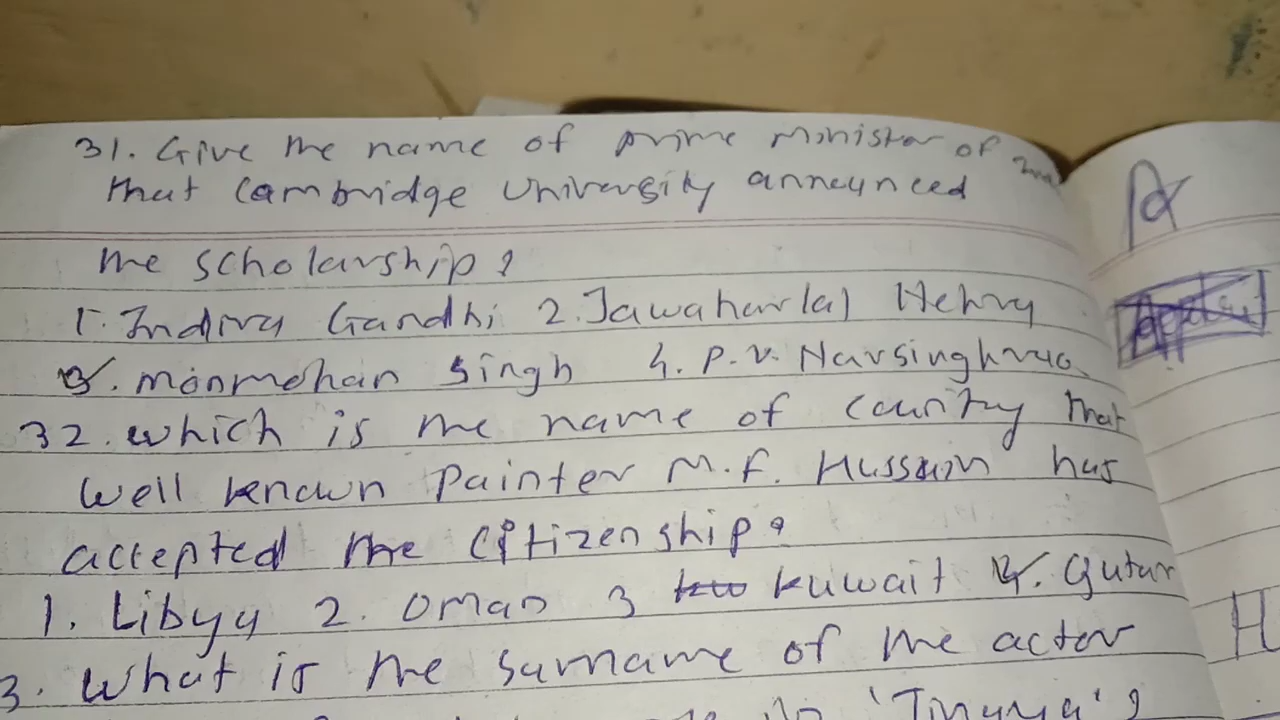 31. Give the name of prime minister of
that Cambridge University announced
the scholarship?
1. Indira Gandhi 2. Jawaharlal Nehru
3. manmohan Singh 4. P.V. Narsinghrao.
32. which is the name of country that
well known Painter M.F. Hussain has
accepted the citizenship?
1. Libya 2. Oman 3 kuwait 4. Qutar
3. What is the surname of the actor
'Tinyya'?
A
H